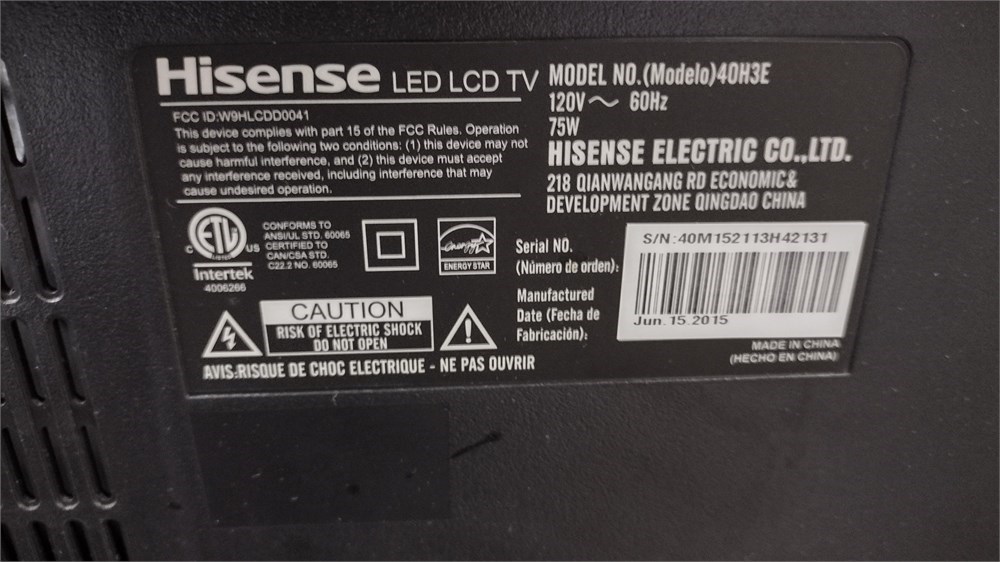 Hisense LED LCD TV
FCC ID:W9HLCDD0041
This device complies with part 15 of the FCC Rules. Operation
is subject to the following two conditions: (1) this device may not
cause harmful interference, and (2) this device must accept
any interference received, including interference that may
cause undesired operation.
MODEL NO.(Modelo)40H3E
120V～ 60Hz
75W
HISENSE ELECTRIC CO.,LTD.
218 QIANWANGANG RD ECONOMIC&
DEVELOPMENT ZONE QINGDAO CHINA
C ETL US
Intertek
4006266
CONFORMS TO
ANSI/UL STD. 60065
CERTIFIED TO
CAN/CSA STD.
C22.2 NO. 60065
energy
ENERGY STAR
Serial NO.
(Número de orden):
Manufactured
Date (Fecha de
Fabricación):
S/N:40M152113H42131
Jun.15.2015
MADE IN CHINA
(HECHO EN CHINA)
CAUTION
RISK OF ELECTRIC SHOCK
DO NOT OPEN
AVIS:RISQUE DE CHOC ELECTRIQUE - NE PAS OUVRIR